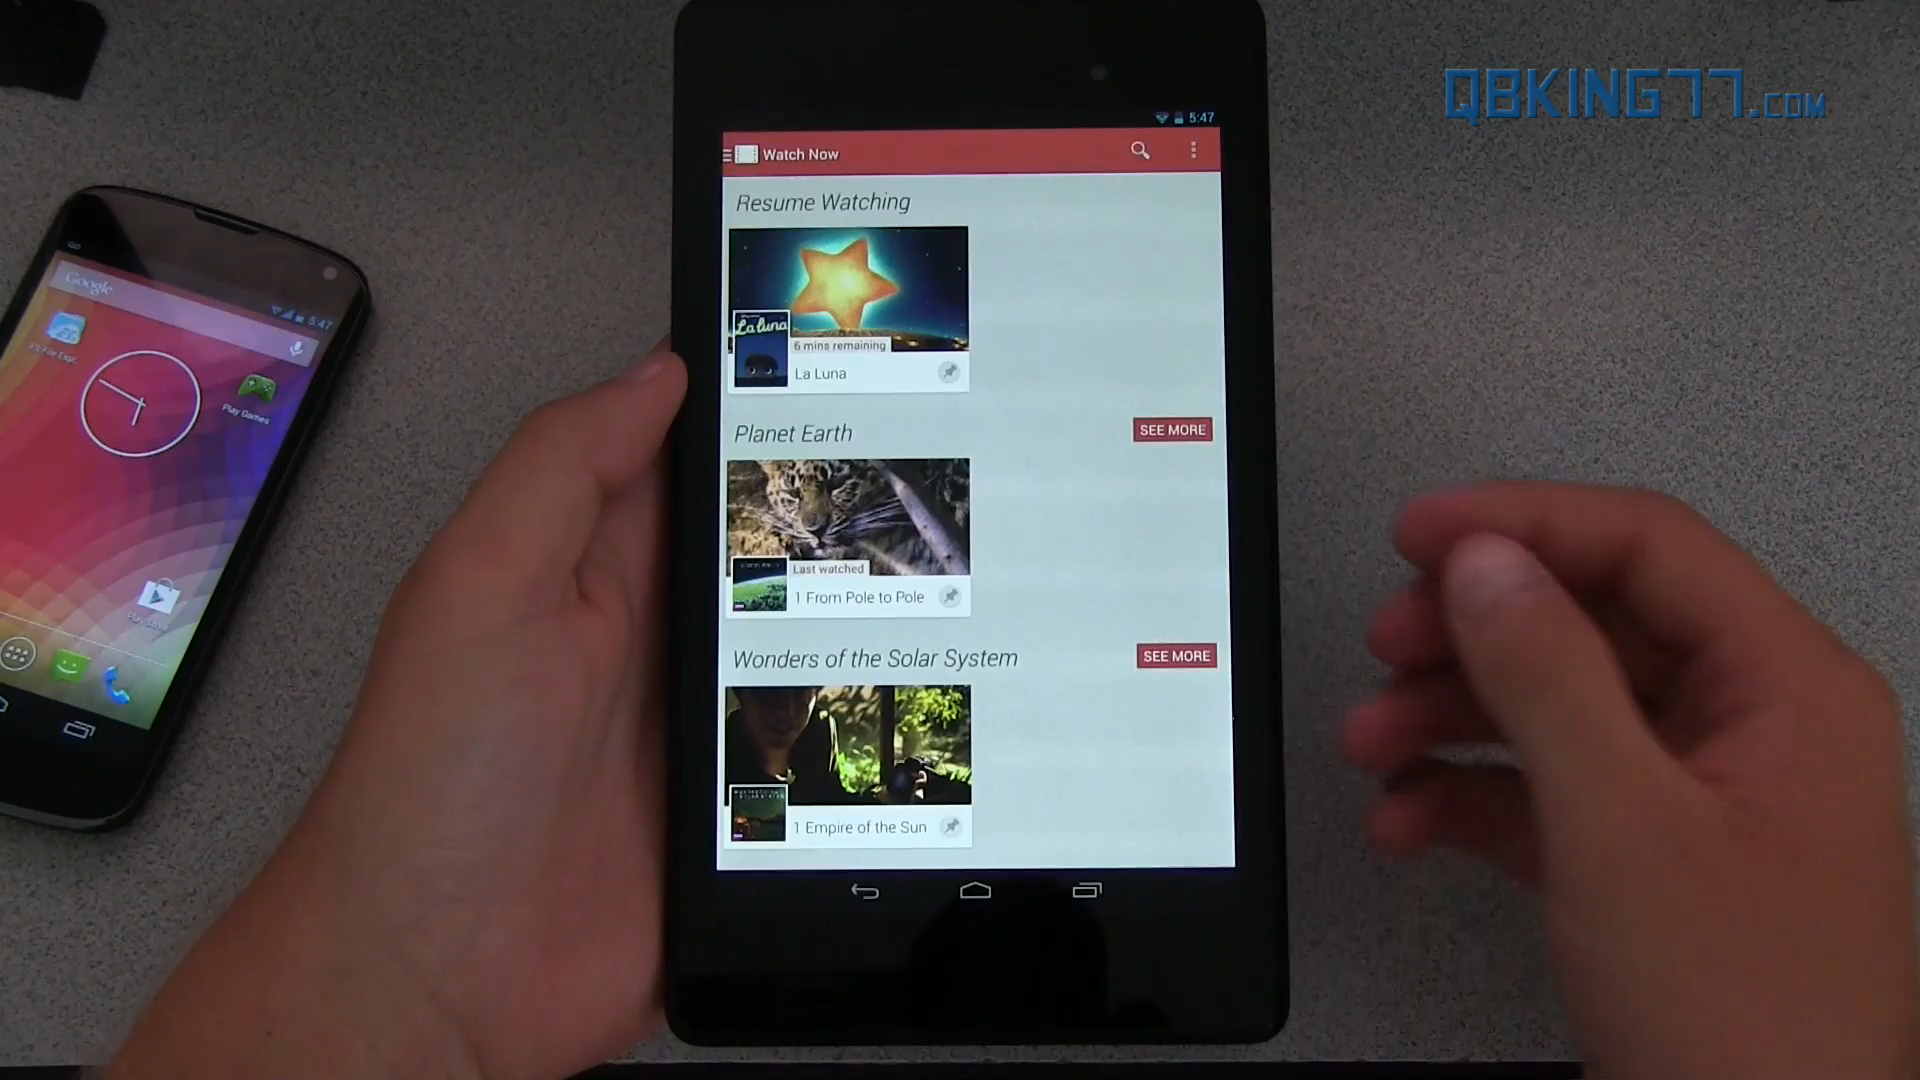 QBKING77.COM
5:47
Watch Now
Resume Watching
La Luna
6 mins remaining
La Luna
Planet Earth
SEE MORE
Last watched
1 From Pole to Pole
Wonders of the Solar System
SEE MORE
1 Empire of the Sun
Google
5:47
Play Games
Play Store